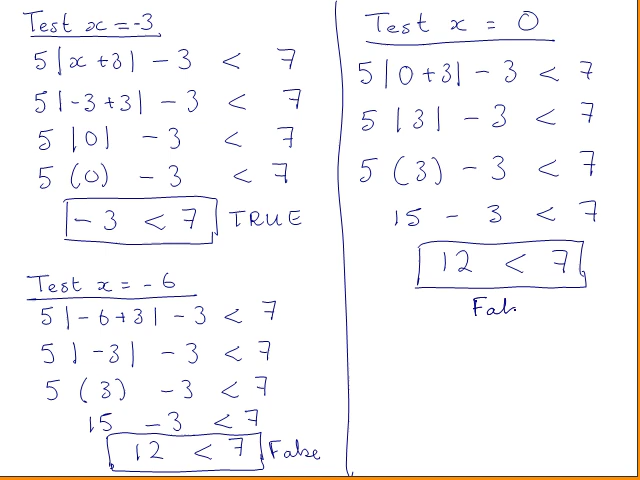 Test x = -3
5|x+3| - 3 < 7
5|-3+3| - 3 < 7
5|0| - 3 < 7
5(0) - 3 < 7
-3 < 7 TRUE
Test x = -6
5|-6+3| - 3 < 7
5|-3| - 3 < 7
5(3) - 3 < 7
15 - 3 < 7
12 < 7 False
Test x = 0
5|0+3| - 3 < 7
5|3| - 3 < 7
5(3) - 3 < 7
15 - 3 < 7
12 < 7